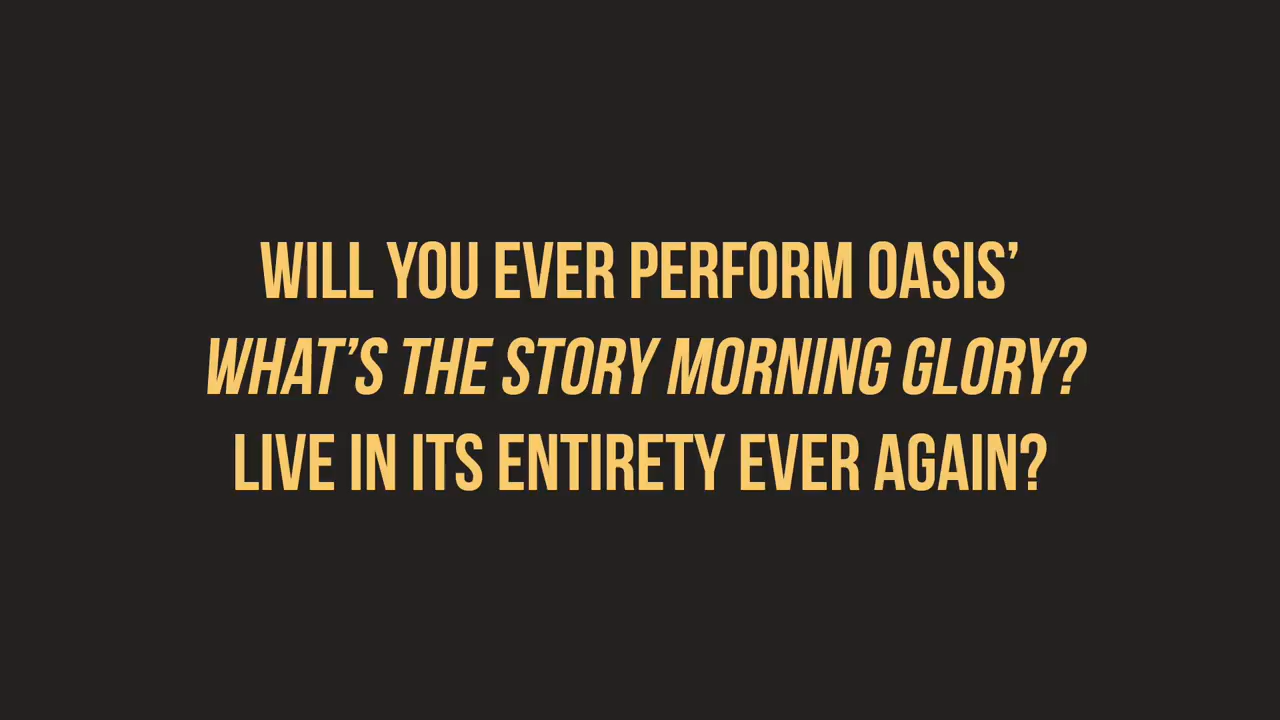 WILL YOU EVER PERFORM OASIS’
WHAT’S THE STORY MORNING GLORY?
LIVE IN ITS ENTIRETY EVER AGAIN?